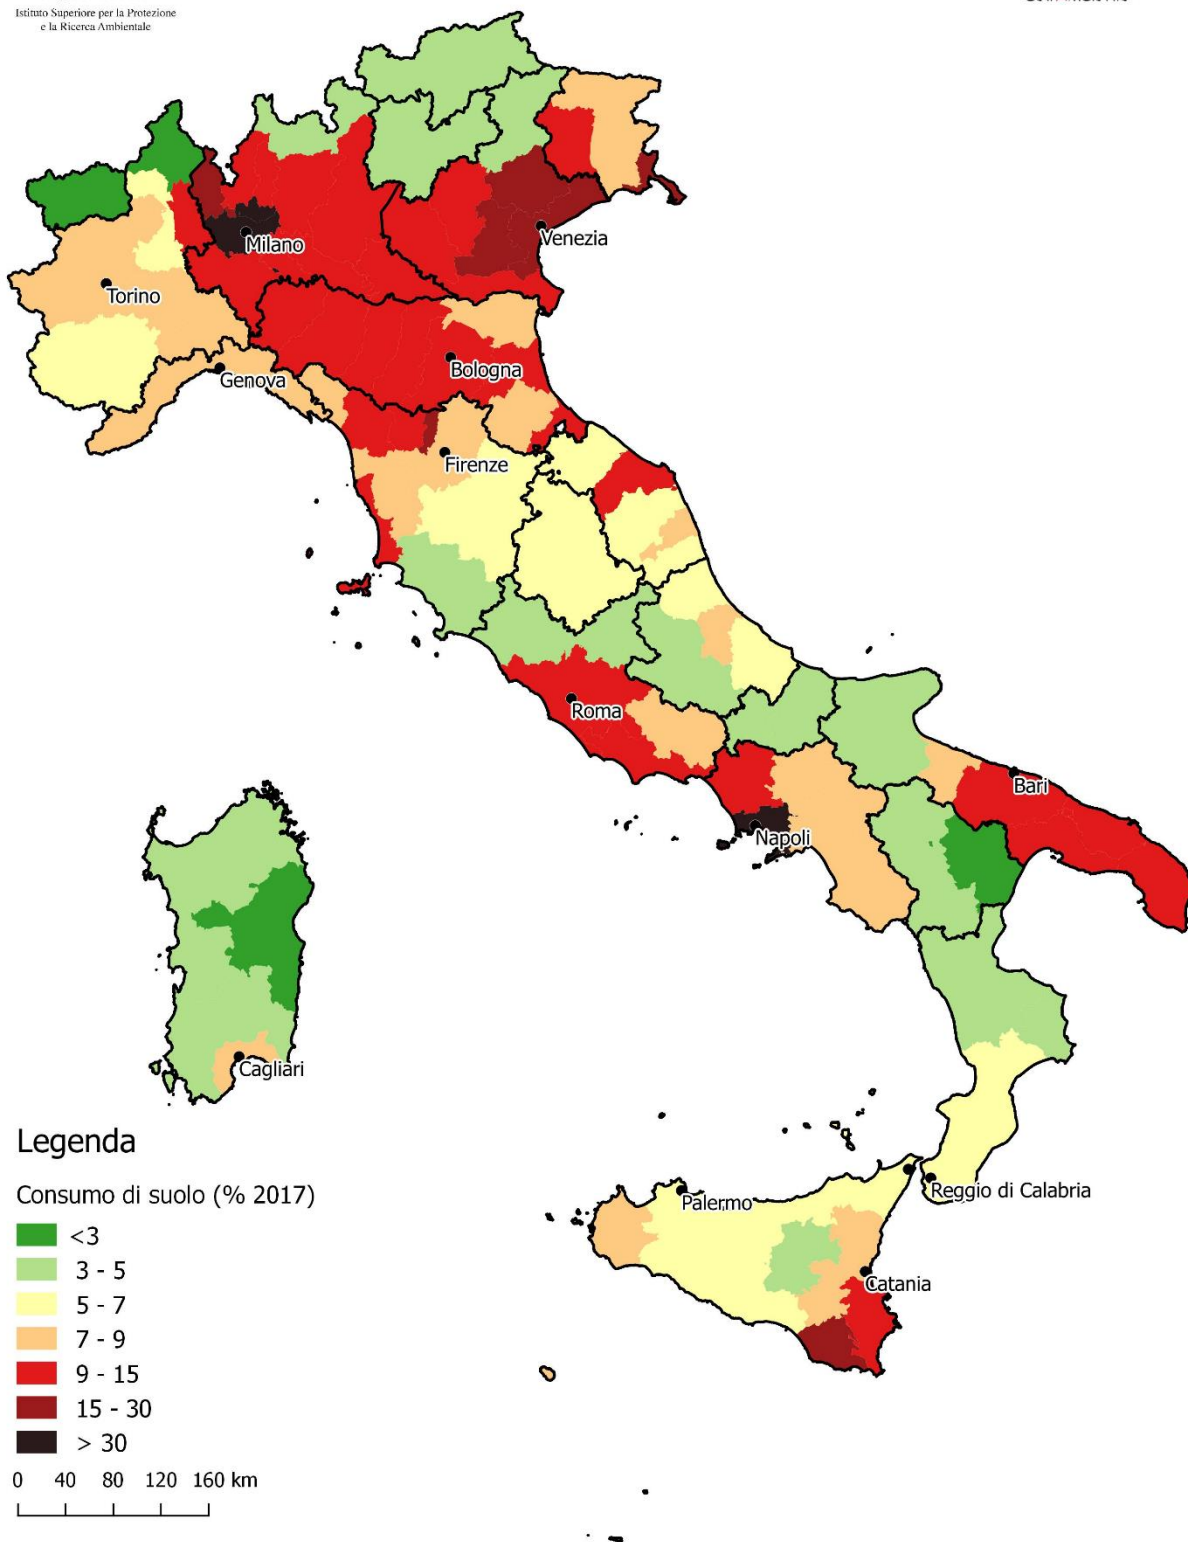 Istituto Superiore per la Protezione
e la Ricerca Ambientale
Milano
Venezia
Torino
Bologna
Genova
Firenze
Roma
Bari
Napoli
Cagliari
Legenda
Consumo di suolo (% 2017)
Reggio di Calabria
Palermo
<3
3 - 5
5 - 7
Catania
7 - 9
9 - 15
15 - 30
> 30
0 40 80 120 160 km